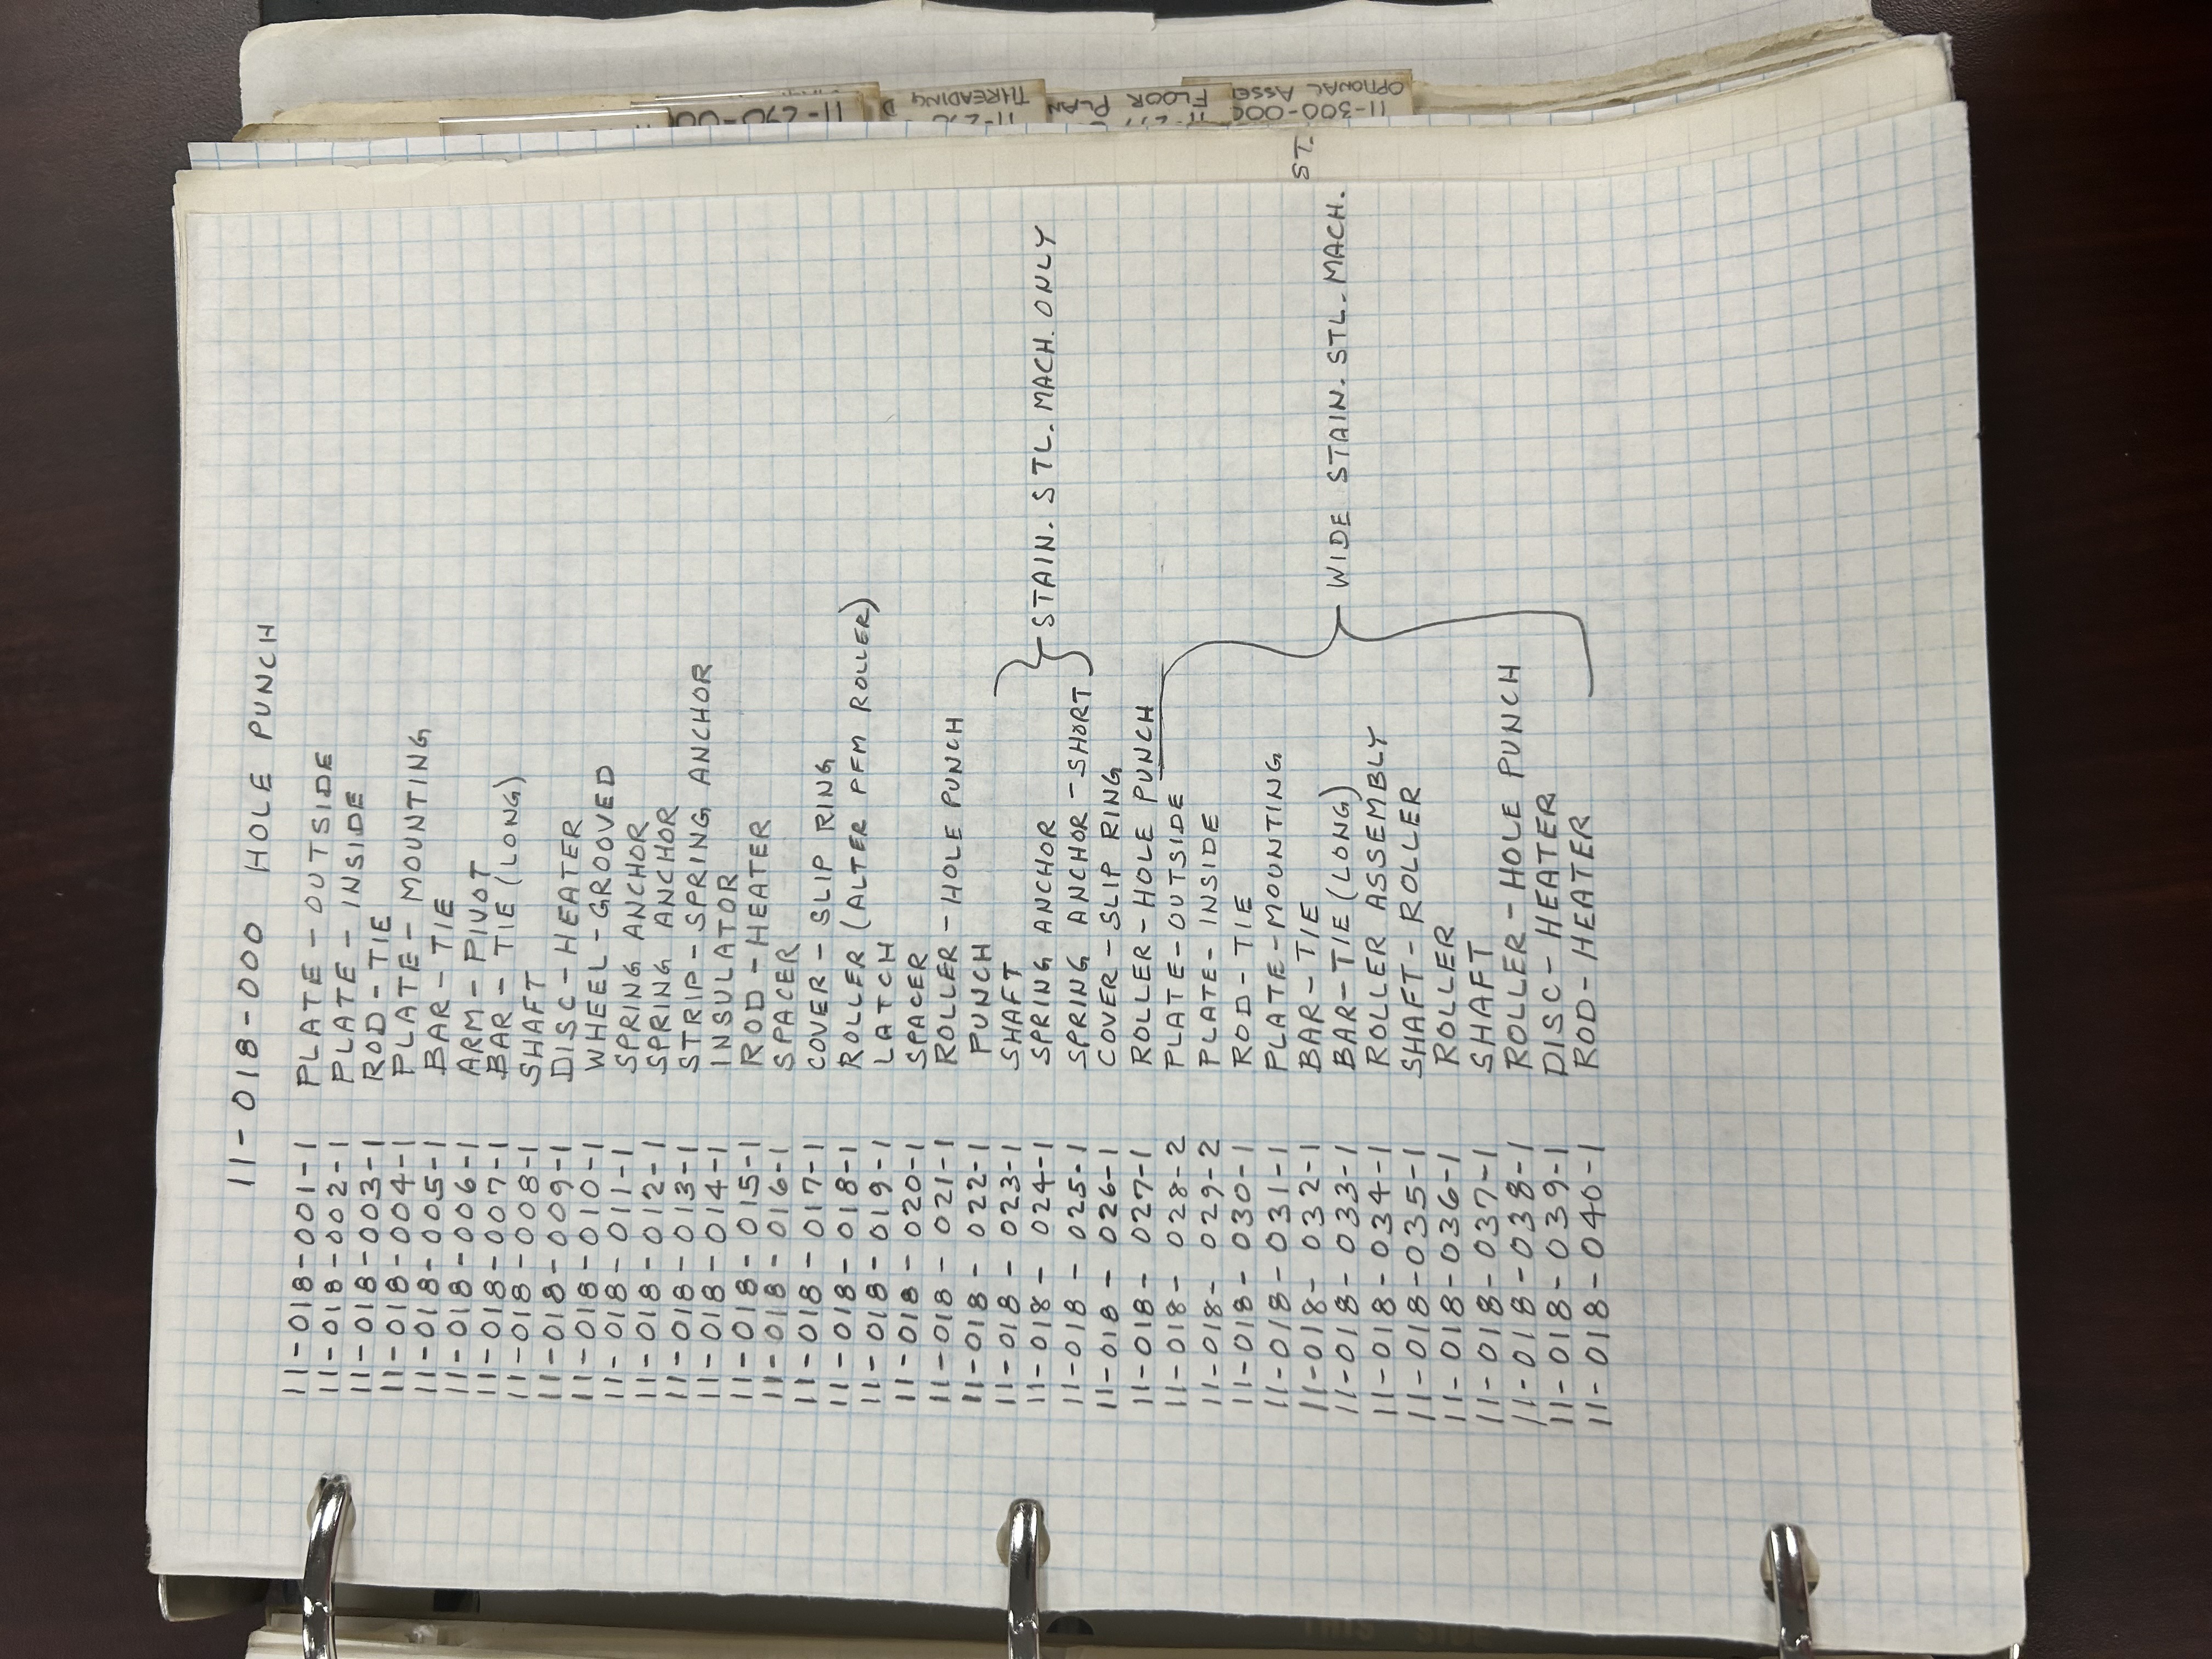 11-018-000 HOLE PUNCH
11-018-001-1 PLATE - OUTSIDE
11-018-002-1 PLATE - INSIDE
11-018-003-1 ROD - TIE
11-018-004-1 PLATE - MOUNTING
11-018-005-1 BAR - TIE
11-018-006-1 ARM - PIVOT
11-018-007-1 BAR - TIE (LONG)
11-018-008-1 SHAFT
11-018-009-1 DISC - HEATER
11-018-010-1 WHEEL - GROOVED
11-018-011-1 SPRING ANCHOR
11-018-012-1 SPRING ANCHOR
11-018-013-1 STRIP - SPRING ANCHOR
11-018-014-1 INSULATOR
11-018-015-1 ROD - HEATER
11-018-016-1 SPACER
11-018-017-1 COVER - SLIP RING
11-018-018-1 ROLLER (ALTER PFM ROLLER)
11-018-019-1 LATCH
11-018-020-1 SPACER
11-018-021-1 ROLLER - HOLE PUNCH
11-018-022-1 PUNCH
11-018-023-1 SHAFT
11-018-024-1 SPRING ANCHOR
STAIN. STL. MACH. ONLY
11-018-025-1 SPRING ANCHOR - SHORT
11-018-026-1 COVER - SLIP RING
11-018-027-1 ROLLER - HOLE PUNCH
11-018-028-2 PLATE - OUTSIDE
11-018-029-2 PLATE - INSIDE
11-018-030-1 ROD - TIE
11-018-031-1 PLATE - MOUNTING
11-018-032-1 BAR - TIE
11-018-033-1 BAR - TIE (LONG)
WIDE STAIN. STL. MACH.
11-018-034-1 ROLLER ASSEMBLY
11-018-035-1 SHAFT - ROLLER
11-018-036-1 ROLLER
11-018-037-1 SHAFT
11-018-038-1 ROLLER - HOLE PUNCH
11-018-039-1 DISC - HEATER
11-018-040-1 ROD - HEATER
ST.
THREADING D
FLOOR PLAN
11-300-000
OPTIONAL ASSE